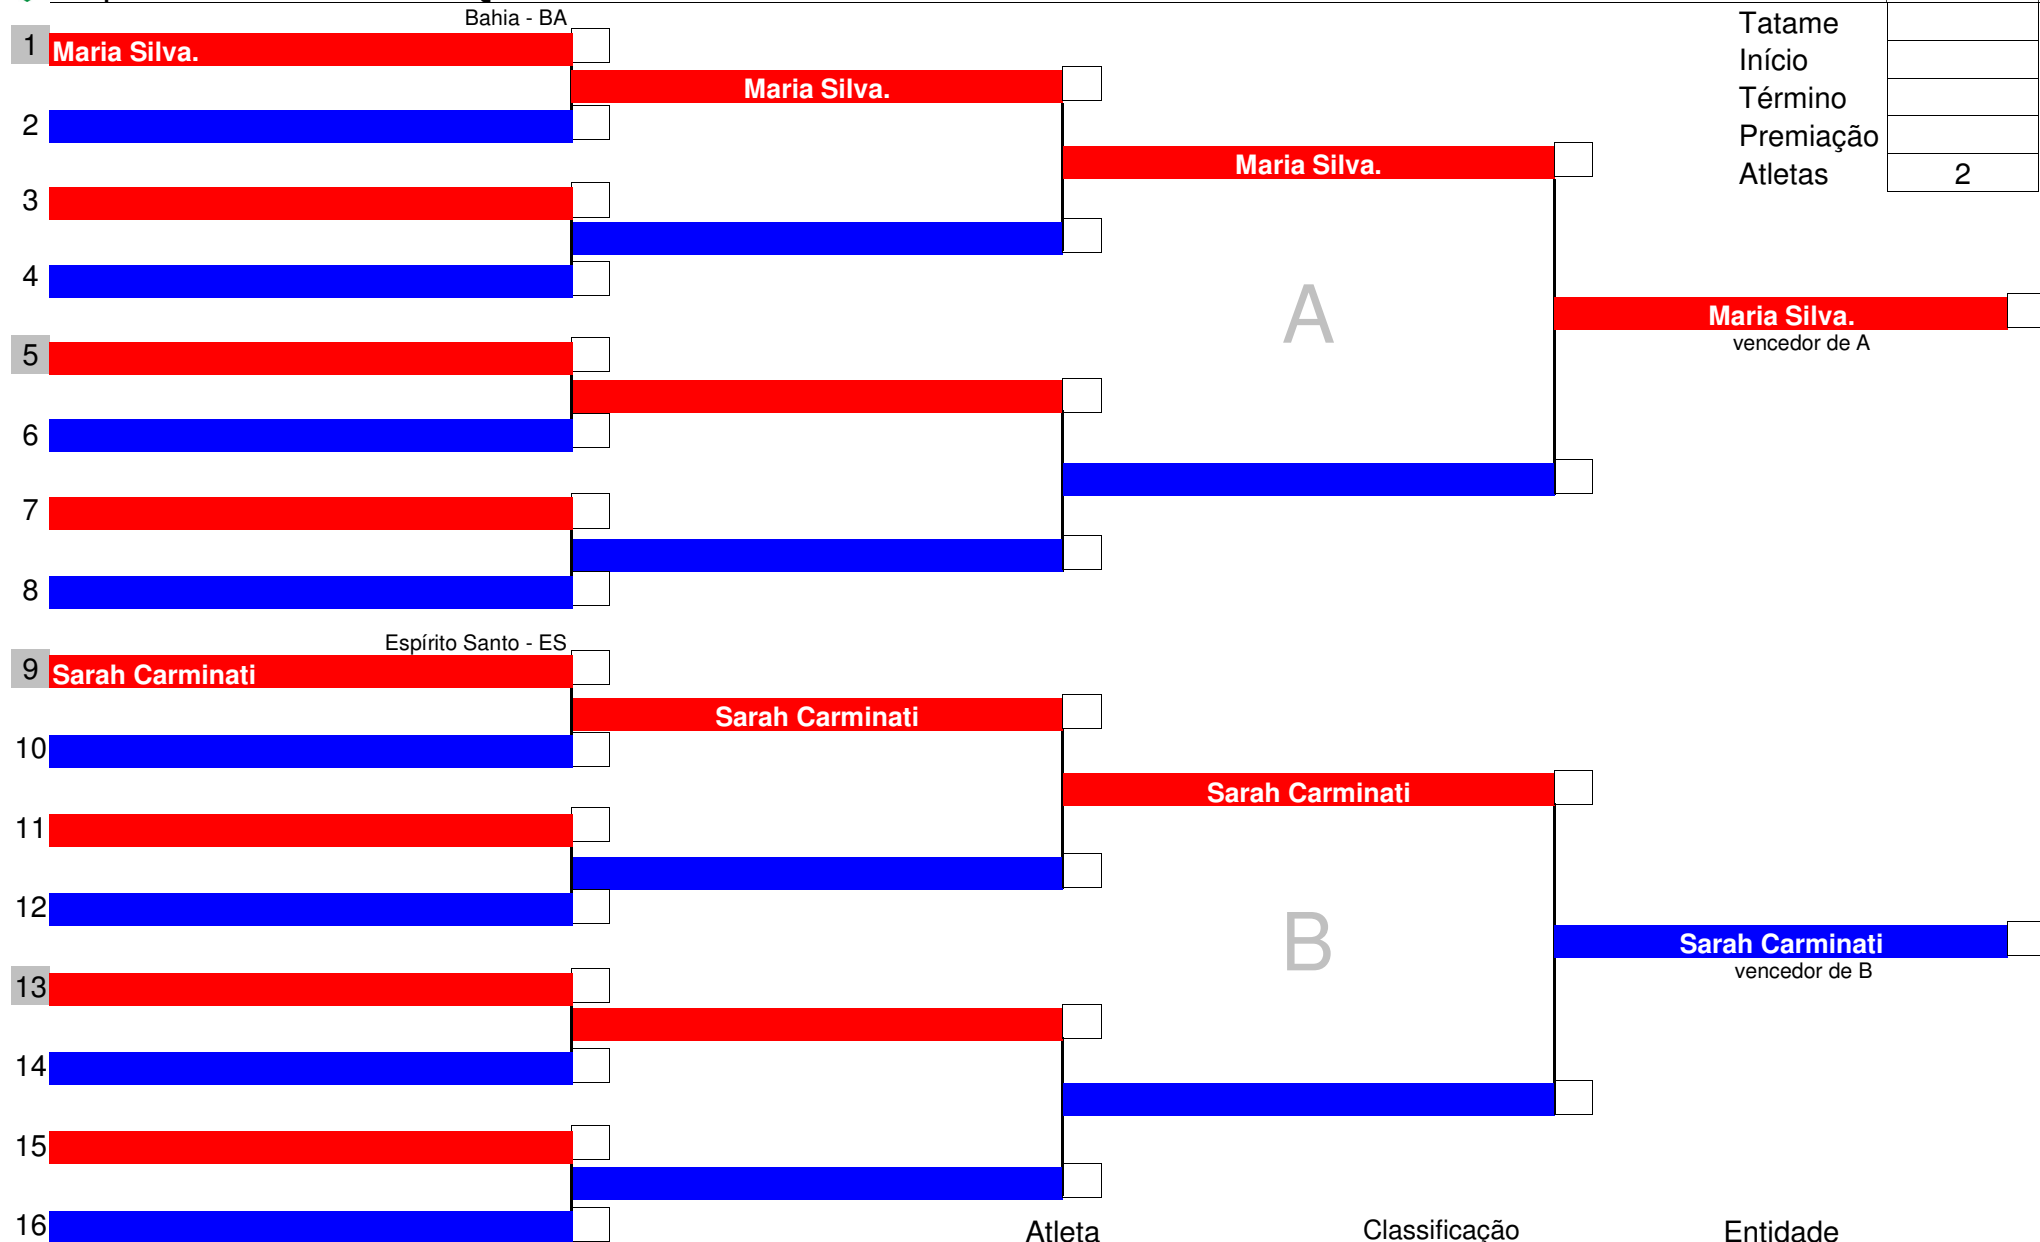 Bahia - BA
Tatame
1 Maria Silva.
Início
Maria Silva.
Término
2
Premiação
Maria Silva.
Atletas 2
3
4
A
Maria Silva.
vencedor de A
5
6
7
8
Espírito Santo - ES
9 Sarah Carminati
Sarah Carminati
10
Sarah Carminati
11
12
B
Sarah Carminati
vencedor de B
13
14
15
16
Atleta Classificação Entidade